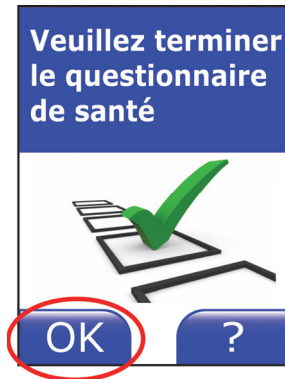 Veuillez terminer
le questionnaire
de santé
OK
?